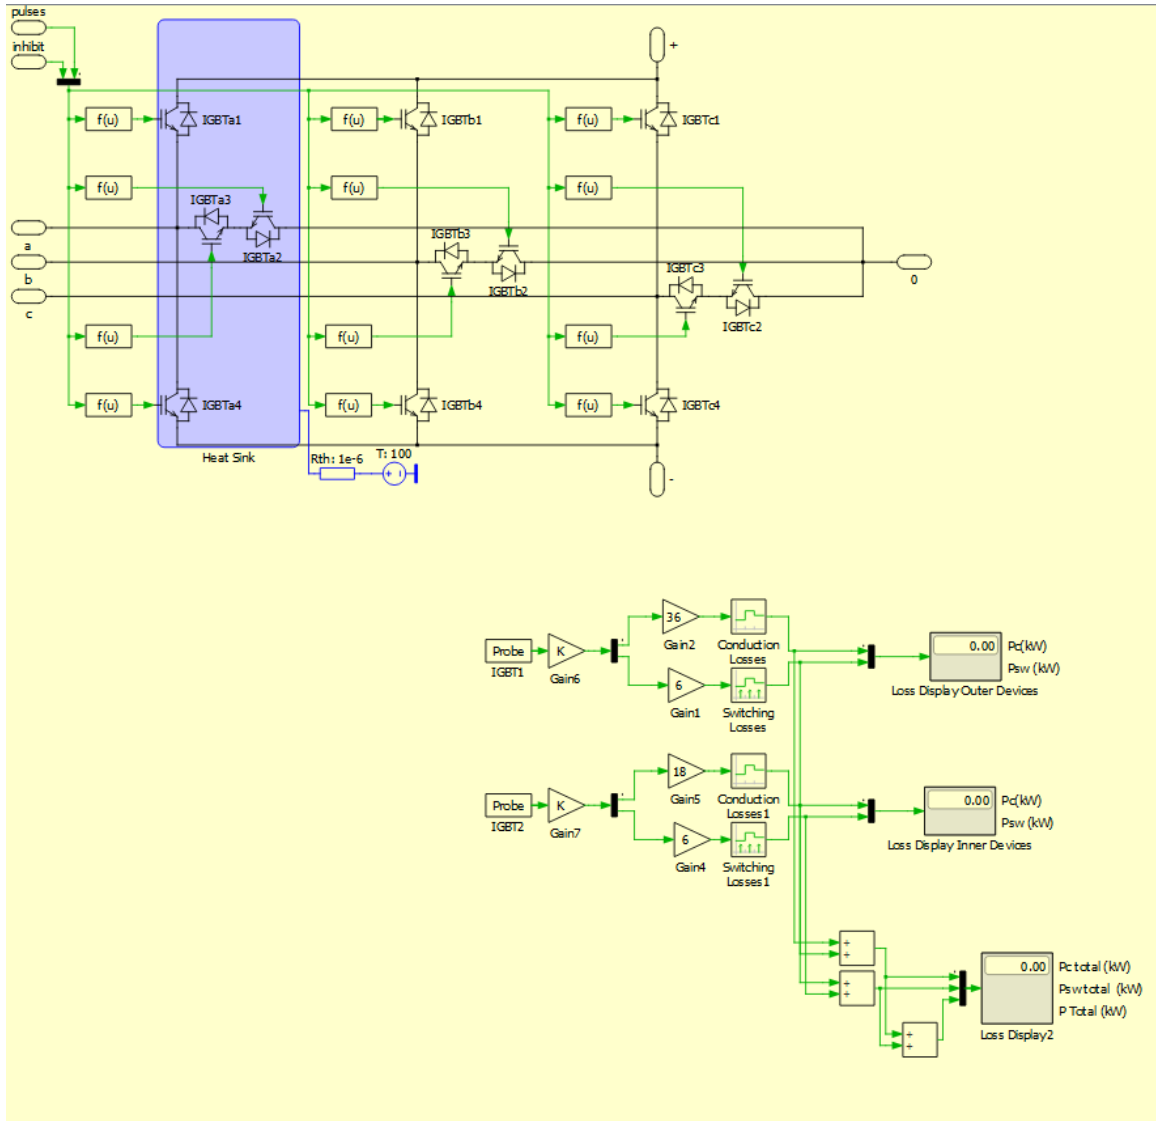 pulses
+
inhibit
f(u)
IGBTa1
f(u)
IGBTb1
f(u)
IGBTc1
f(u)
f(u)
f(u)
IGBTa3
a
IGBTb3
IGBTa2
b
IGBTc3
0
IGBTb2
c
IGBTc2
f(u)
f(u)
f(u)
f(u)
IGBTa4
f(u)
IGBTb4
f(u)
IGBTc4
Heat Sink
Rth: 1e-6
T: 100
-
36
Probe
K
Gain2
Conduction
Losses
0.00
Pc(kW)
Psw (kW)
IGBT1
Gain6
6
Loss Display Outer Devices
Gain1
Switching
Losses
18
Probe
K
Gain5
Conduction
Losses1
0.00
Pc(kW)
Psw (kW)
IGBT2
Gain7
6
Loss Display Inner Devices
Gain4
Switching
Losses1
+
+
0.00
Pc total (kW)
+
+
Psw total (kW)
P Total (kW)
+
+
Loss Display2